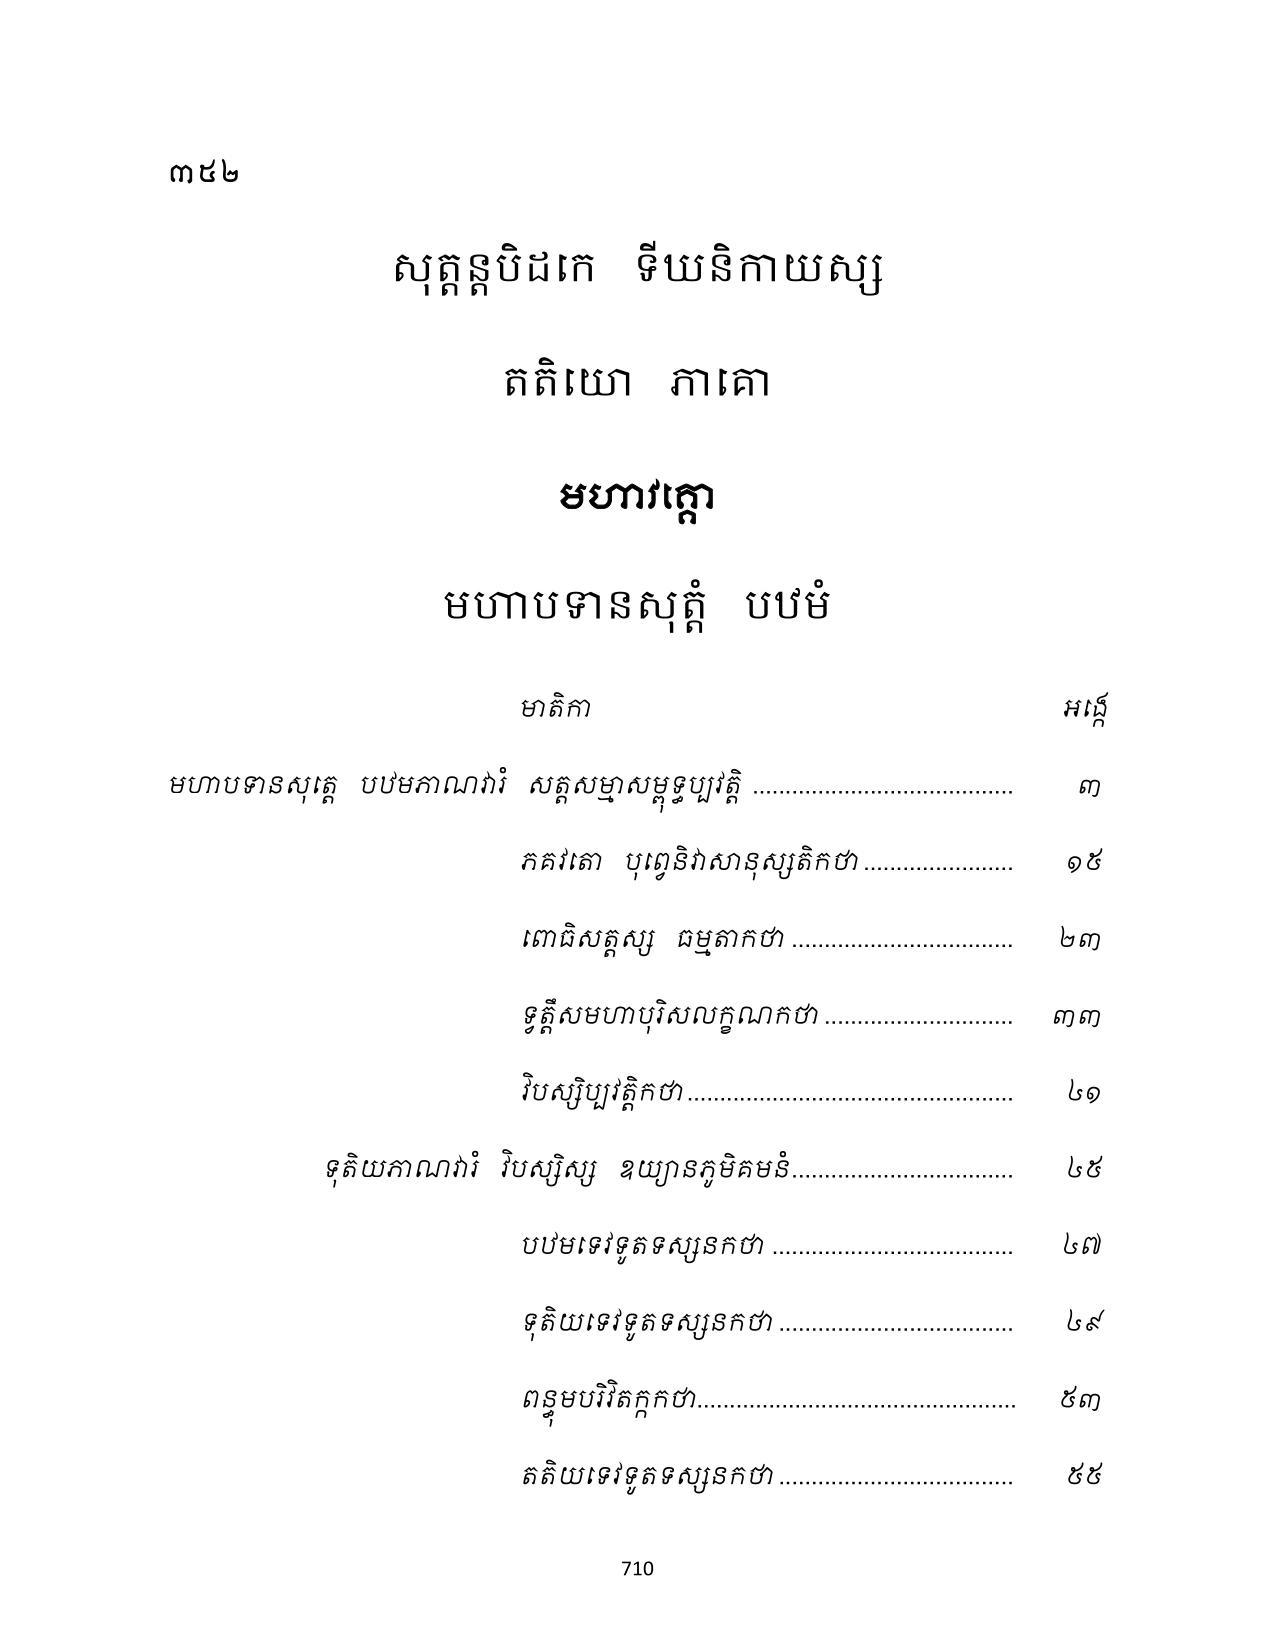 ៣៥២
សុត្តន្តបិដកេ ទីឃនិកាយស្ស
តតិយោ ភាគោ
មហាវគ្គោ
មហាបទានសុត្តំ បឋមំ
មាតិកា អង្កេ
មហាបទានសុត្តេ បឋមភាណវារំ សត្តសម្មាសម្ពុទ្ធប្បវត្តិ ........................................ ៣
ភគវតោ បុព្វេនិវាសានុស្សតិកថា ....................... ១៥
ពោធិសត្តស្ស ធម្មតាកថា .................................. ២៣
ទ្វត្តឹសមហាបុរិសលក្ខណកថា ............................. ៣៣
វិបស្សិប្បវត្តិកថា .................................................. ៤១
ទុតិយភាណវារំ វិបស្សិស្ស ឧយ្យានភូមិគមនំ.................................. ៤៥
បឋមទេវទូតទស្សនកថា ..................................... ៤៧
ទុតិយទេវទូតទស្សនកថា .................................... ៤៩
ពន្ធុមបរិវិតក្កកថា................................................. ៥៣
តតិយទេវទូតទស្សនកថា .................................... ៥៥
710